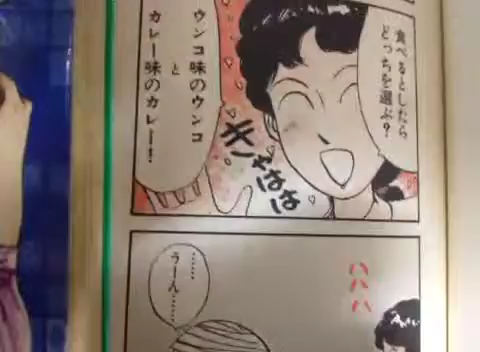 食べるとしたら
どっちを選ぶ？
ウンコ味のウンコ
と
カレー味のカレー！
きゃはは
ハハハ
……
うーん……